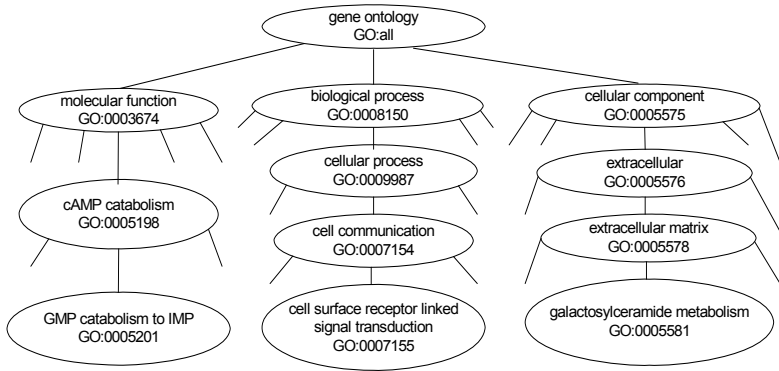 gene ontology
GO:all
molecular function
GO:0003674
biological process
GO:0008150
cellular component
GO:0005575
cellular process
GO:0009987
extracellular
GO:0005576
cAMP catabolism
GO:0005198
cell communication
GO:0007154
extracellular matrix
GO:0005578
GMP catabolism to IMP
GO:0005201
cell surface receptor linked
signal transduction
GO:0007155
galactosylceramide metabolism
GO:0005581